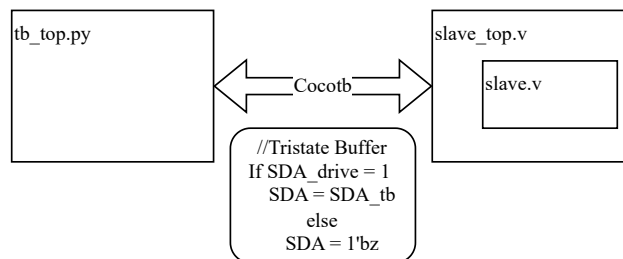 tb_top.py
slave_top.v
slave.v
Cocotb
//Tristate Buffer
If SDA_drive = 1
SDA = SDA_tb
else
SDA = 1'bz